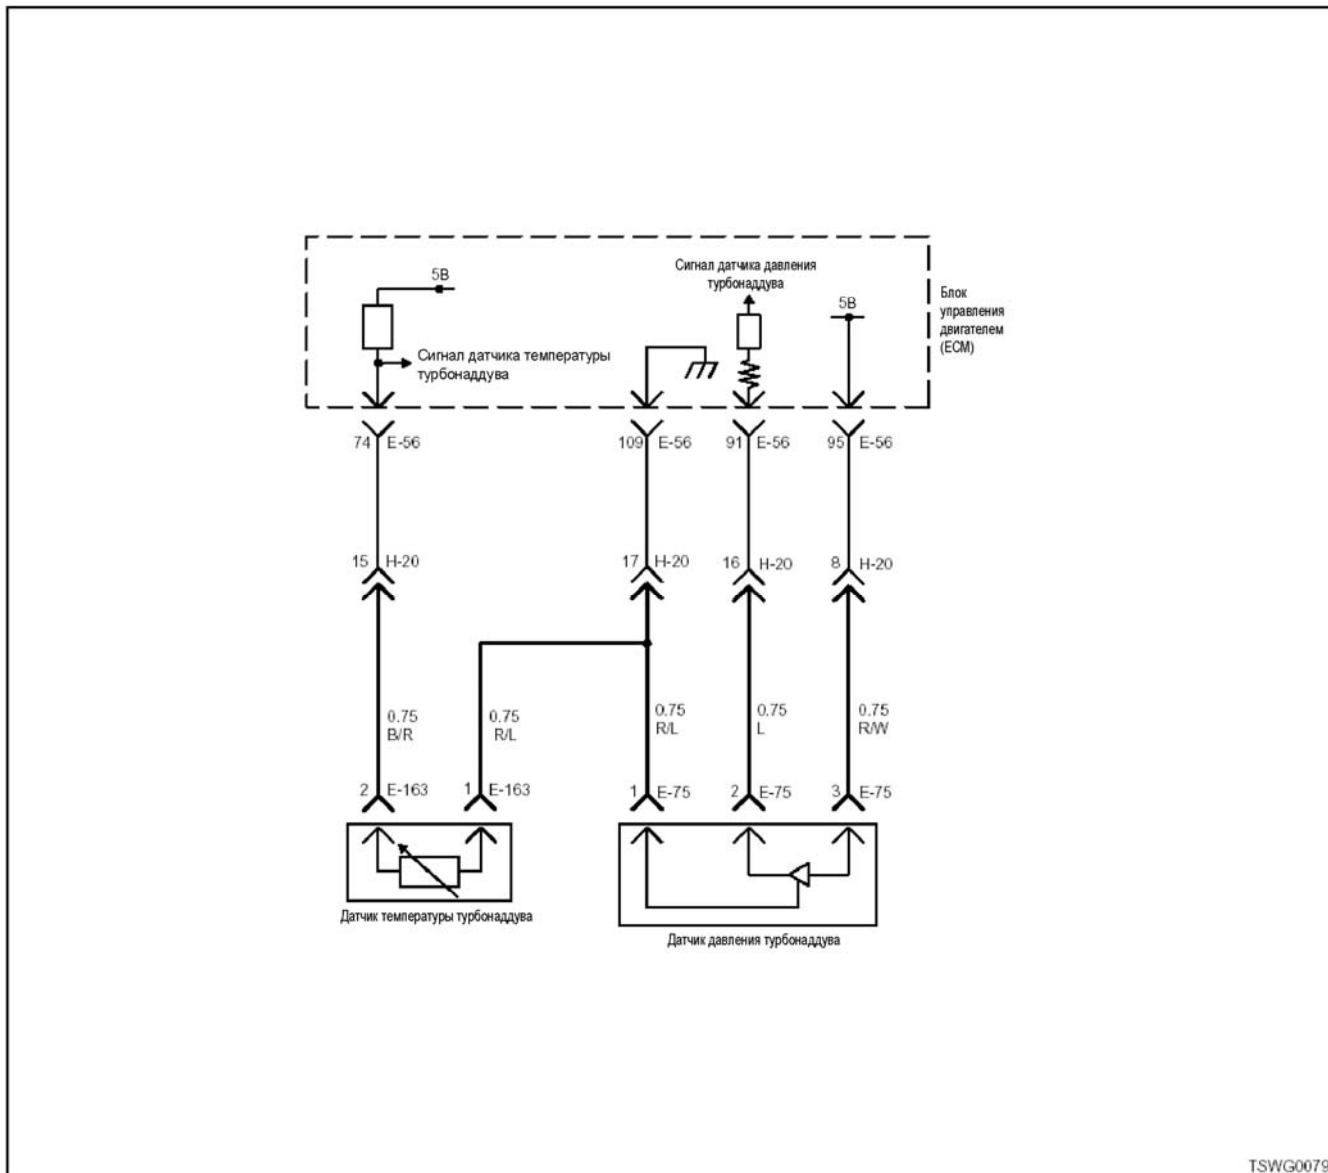 Сигнал датчика давления
турбонаддува
5В
5В
Блок
управления
двигателем
(ECM)
Сигнал датчика температуры
турбонаддува
74 E-56
109 E-56
91 E-56
95 E-56
15 H-20
17 H-20
16 H-20
8 H-20
0.75
B/R
0.75
R/L
0.75
R/L
0.75
L
0.75
R/W
2 E-163
1 E-163
1 E-75
2 E-75
3 E-75
Датчик температуры турбонаддува
Датчик давления турбонаддува
TSWG0079